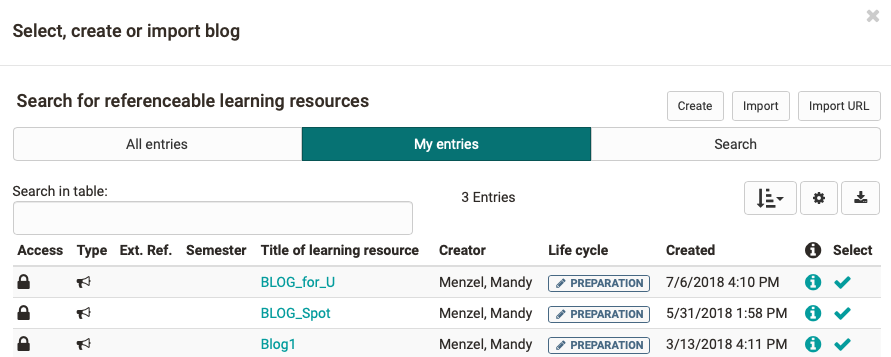 Select, create or import blog
Search for referenceable learning resources
Create Import Import URL
All entries My entries Search
Search in table:
3 Entries
Access Type Ext. Ref. Semester Title of learning resource Creator Life cycle Created Select
BLOG_for_U Menzel, Mandy PREPARATION 7/6/2018 4:10 PM
BLOG_Spot Menzel, Mandy PREPARATION 5/31/2018 1:58 PM
Blog1 Menzel, Mandy PREPARATION 3/13/2018 4:11 PM